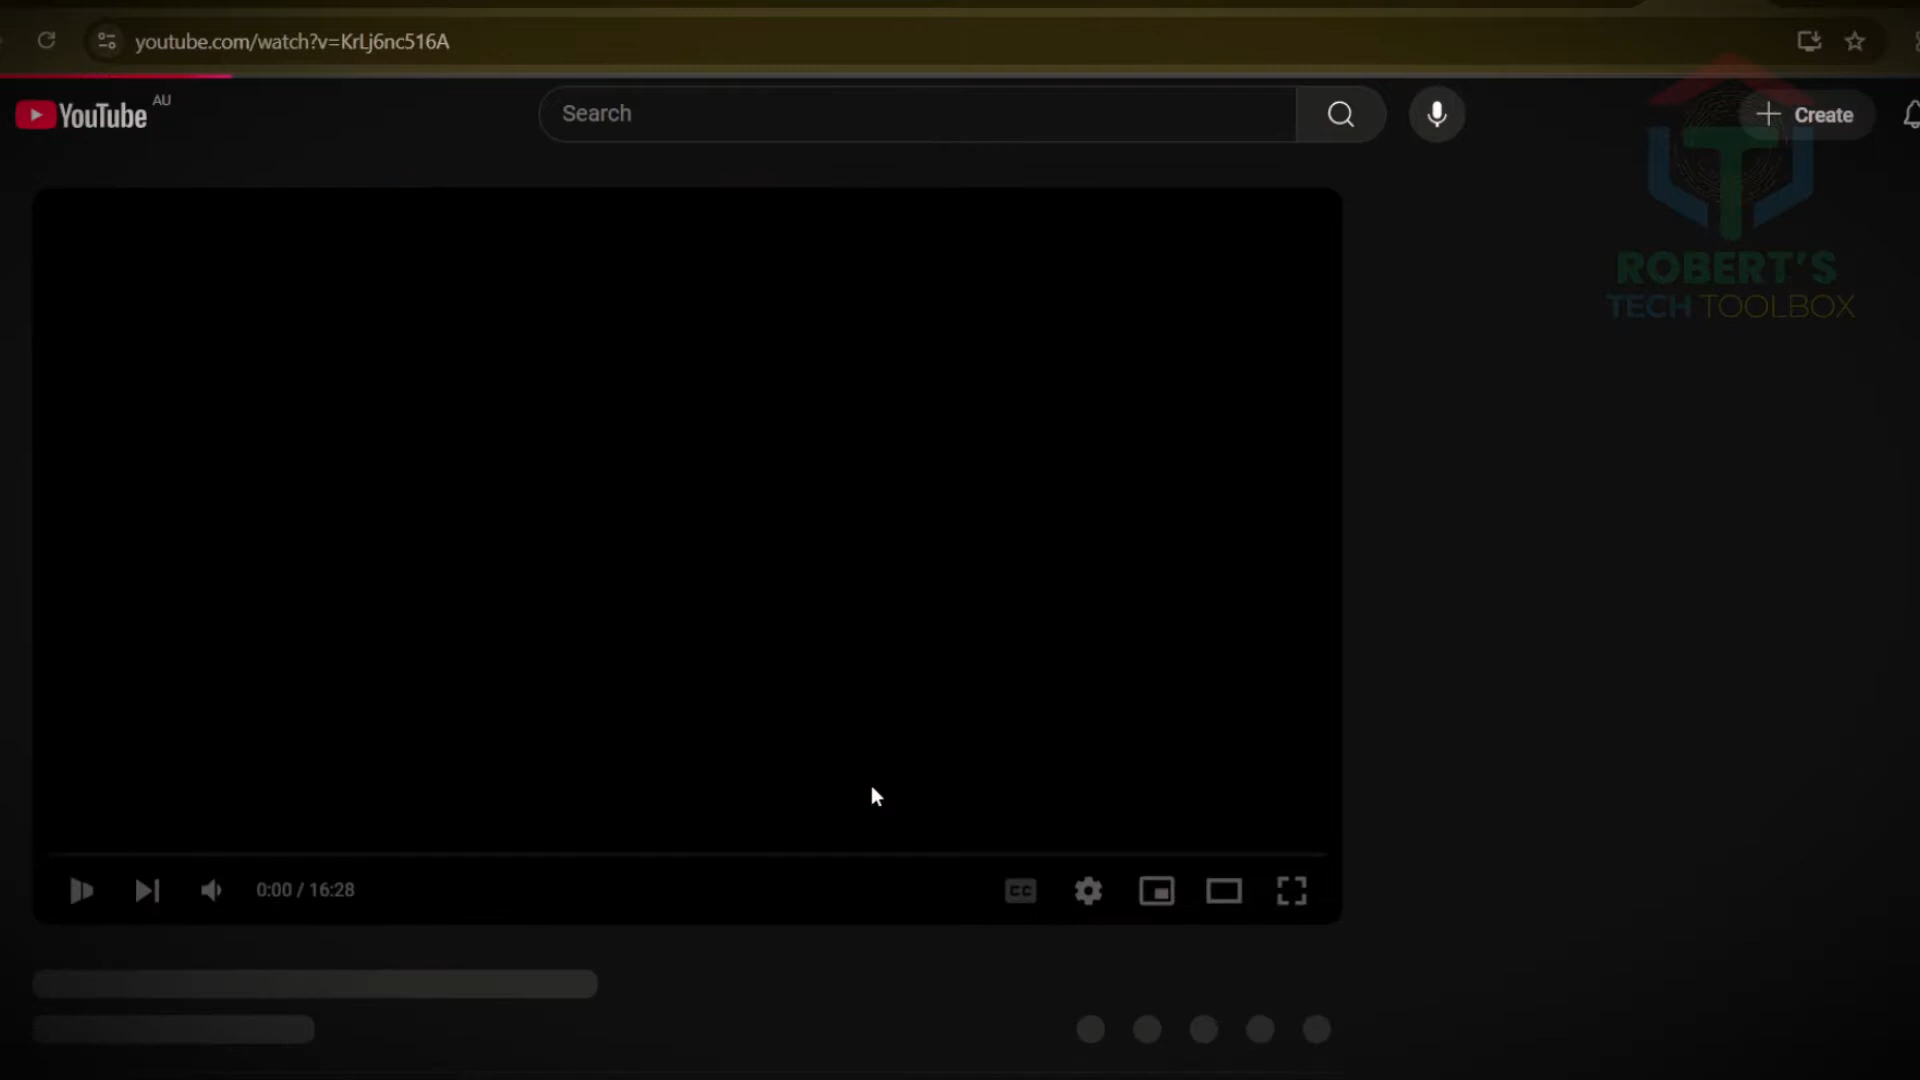 youtube.com/watch?v=KrLj6nc516A
YouTube AU
Search
Create
ROBERT'S
TECH TOOLBOX
0:00 / 16:28
CC